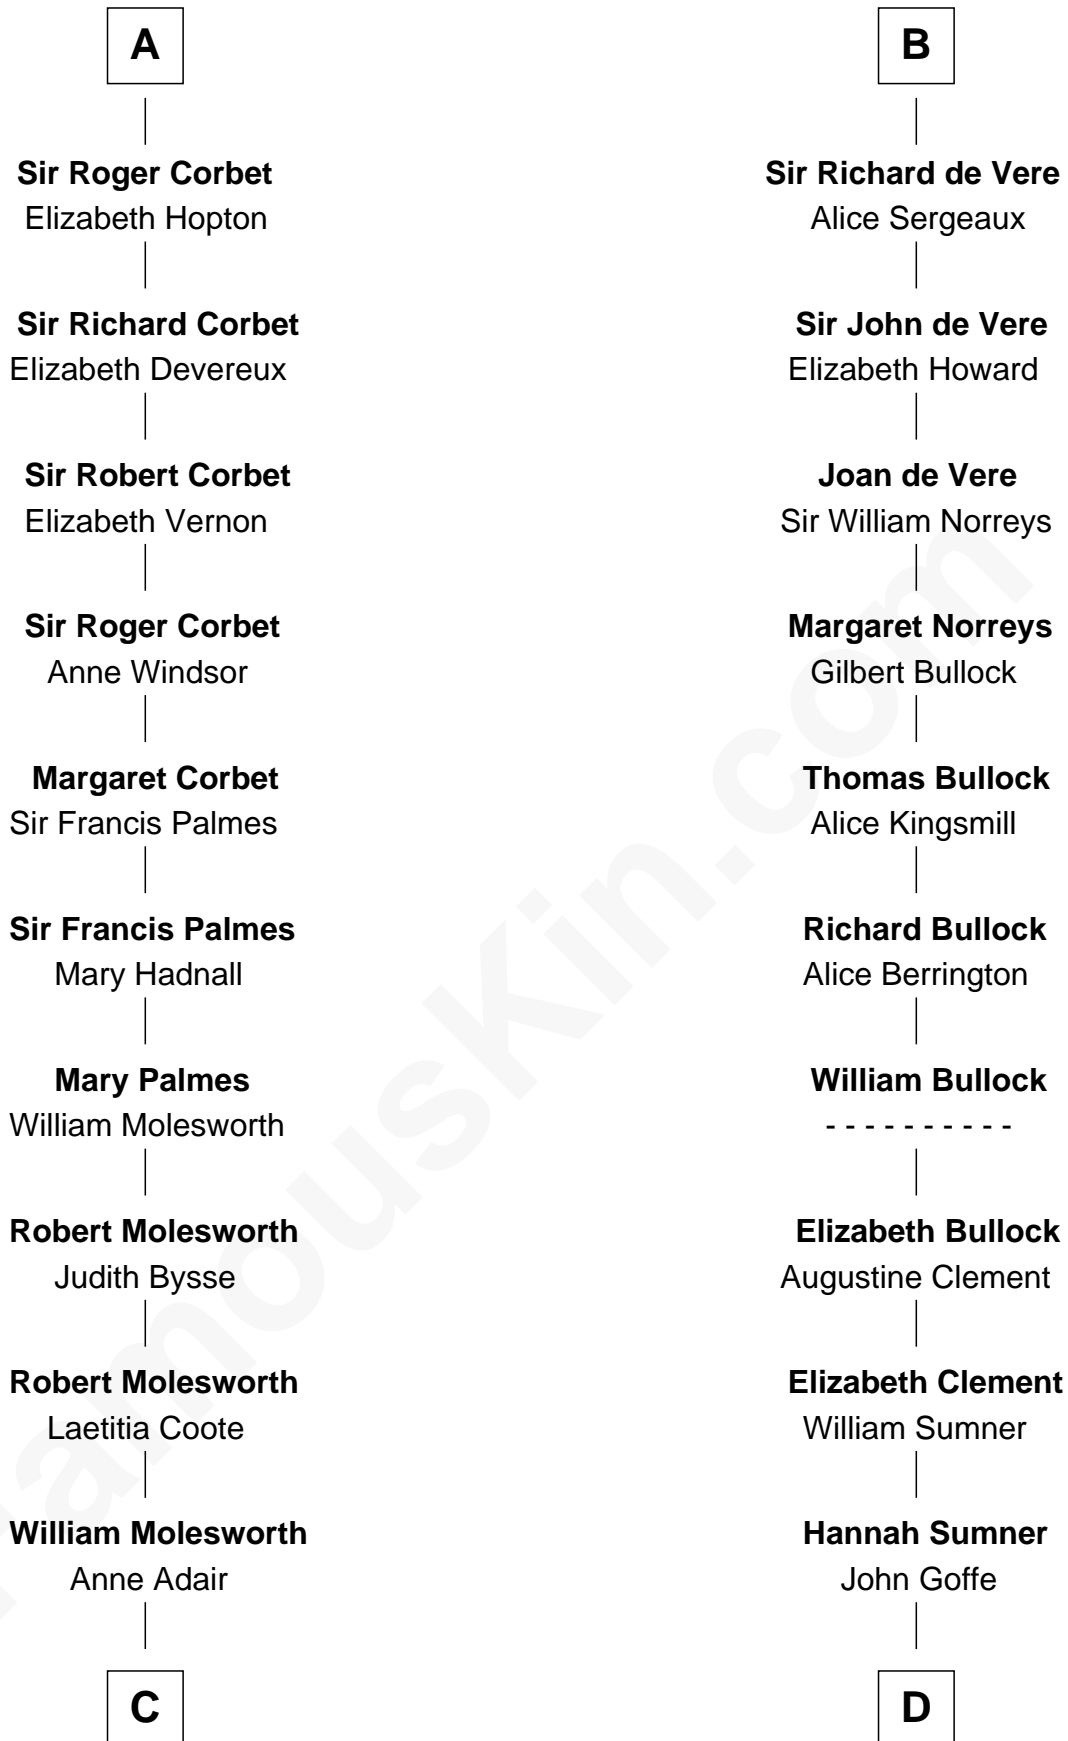 A
Sir Roger Corbet
Elizabeth Hopton
Sir Richard Corbet
Elizabeth Devereux
Sir Robert Corbet
Elizabeth Vernon
Sir Roger Corbet
Anne Windsor
Margaret Corbet
Sir Francis Palmes
Sir Francis Palmes
Mary Hadnall
Mary Palmes
William Molesworth
Robert Molesworth
Judith Bysse
Robert Molesworth
Laetitia Coote
William Molesworth
Anne Adair
C
B
Sir Richard de Vere
Alice Sergeaux
Sir John de Vere
Elizabeth Howard
Joan de Vere
Sir William Norreys
Margaret Norreys
Gilbert Bullock
Thomas Bullock
Alice Kingsmill
Richard Bullock
Alice Berrington
William Bullock
- - - - - - - - - -
Elizabeth Bullock
Augustine Clement
Elizabeth Clement
William Sumner
Hannah Sumner
John Goffe
D
FamousKin.com